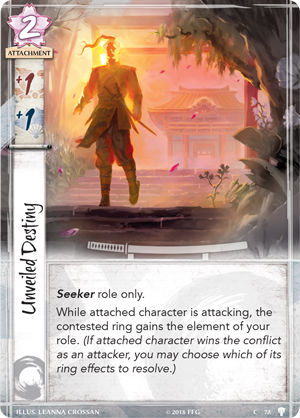 2
ATTACHMENT
+1
+1
Unveiled Destiny
Seeker role only.
While attached character is attacking, the
contested ring gains the element of your
role. (If attached character wins the conflict
as an attacker, you may choose which of its
ring effects to resolve.)
ILLUS. LEANNA CROSSAN
© 2018 FFG
C 78